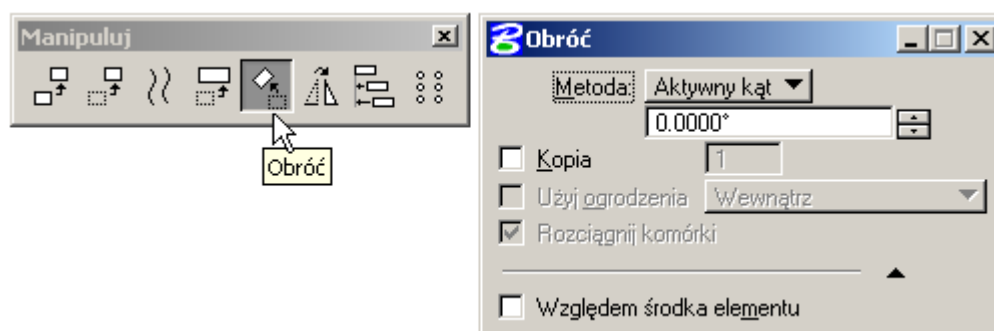 Manipuluj
Obróć
Obróć
Metoda: Aktywny kąt
0.0000°
Kopia 1
Użyj ogrodzenia Wewnątrz
Rozciągnij komórki
Względem środka elementu